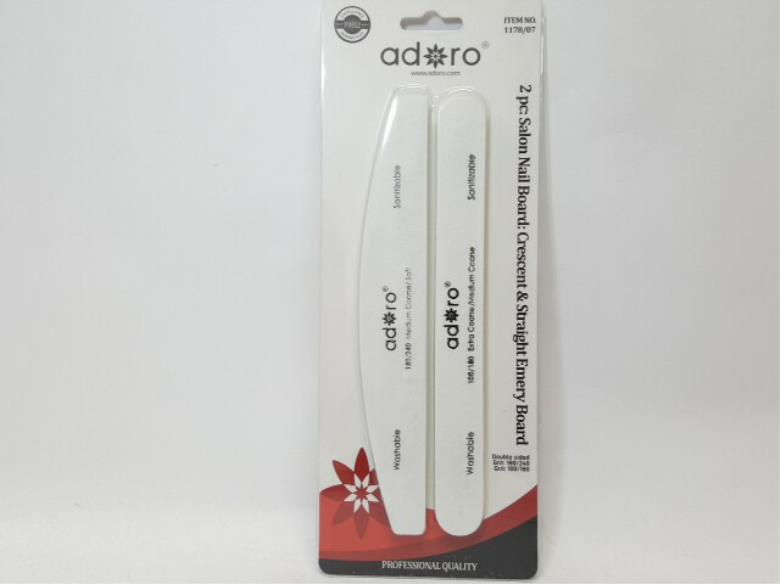 1982
ITEM NO.
1178/07
adoro®
www.adoro.com
2 pc: Salon Nail Board: Crescent & Straight Emery Board
Sanitizable
adoro®
180/240 Medium Coarse/Soft
Washable
Sanitizable
adoro®
100/180 Extra Coarse/Medium Coarse
Washable
Double sided
Grit: 180/240
Grit: 100/180
PROFESSIONAL QUALITY